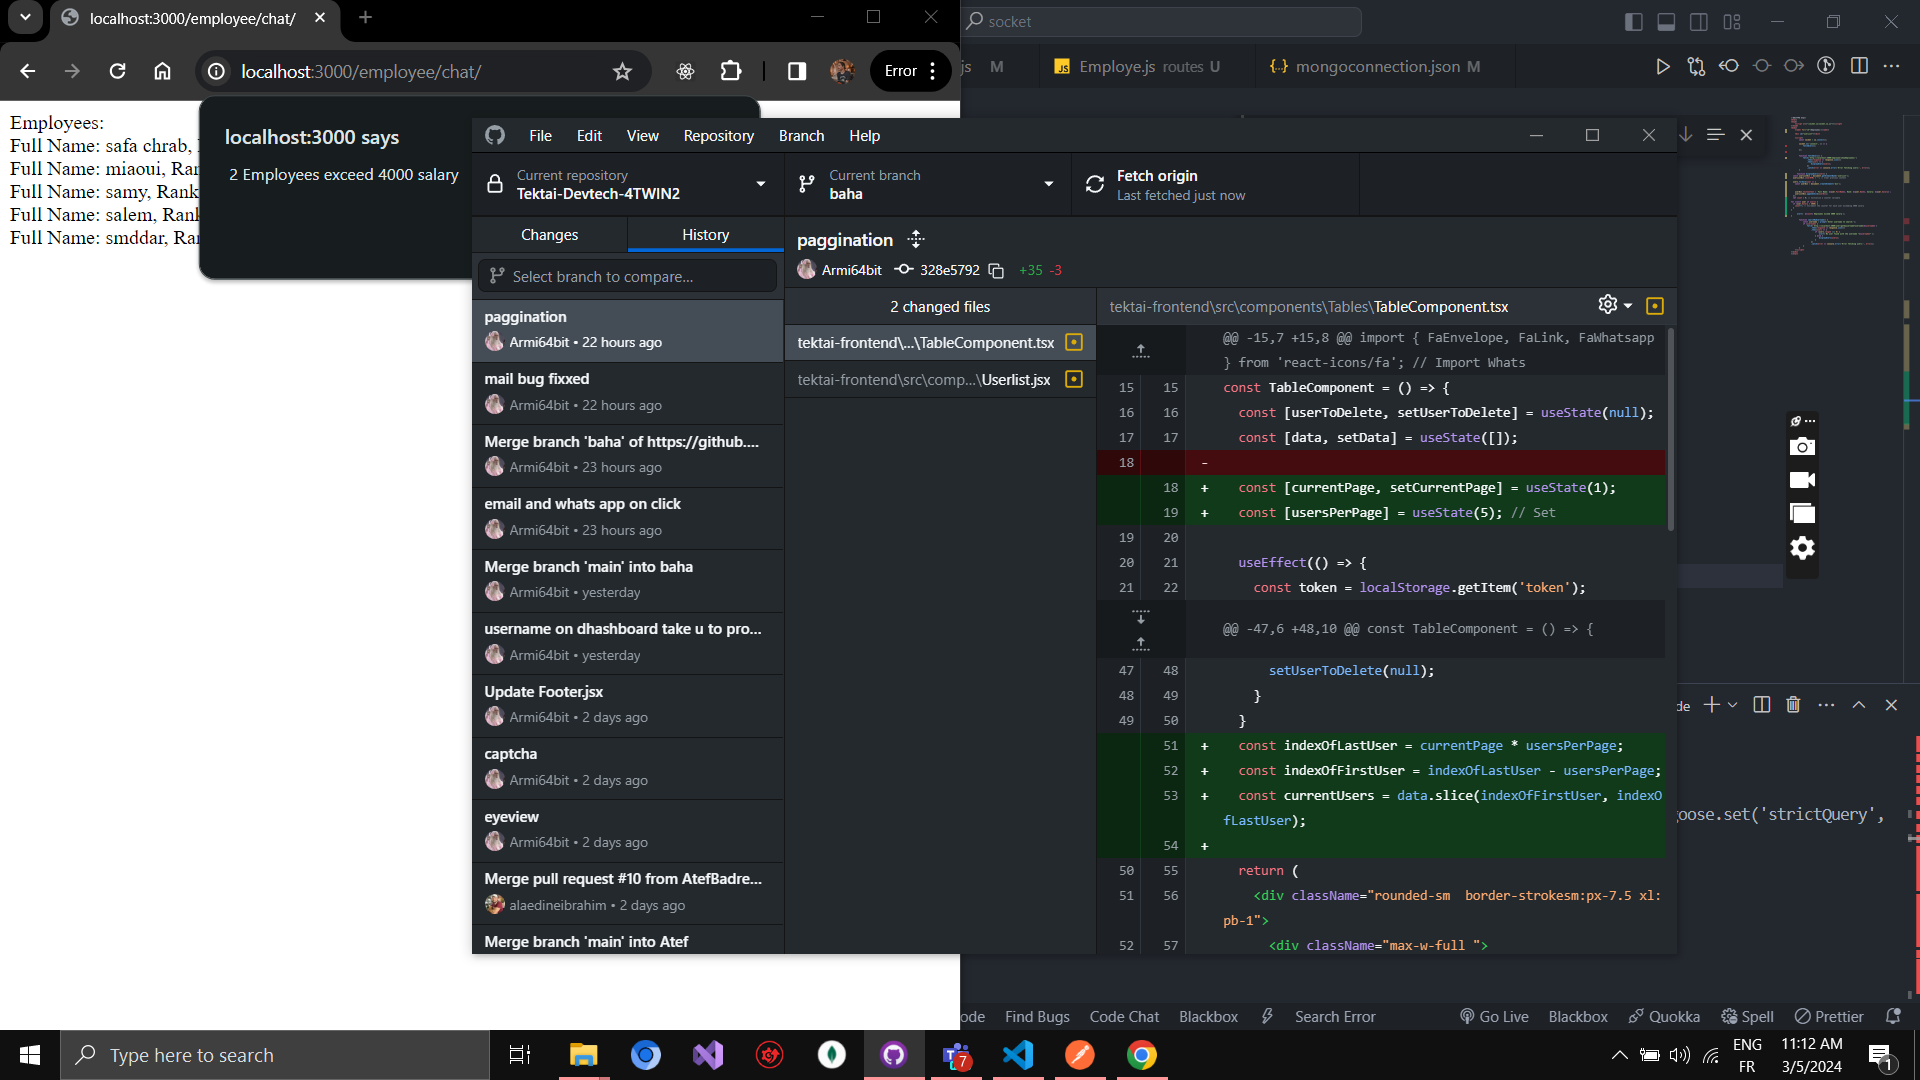 localhost:3000/employee/chat/
localhost:3000/employee/chat/
Error
Employees:
Full Name: safa chrab,
Full Name: miaoui, Ran
Full Name: samy, Rank
Full Name: salem, Rank
Full Name: smddar, Ran
localhost:3000 says
2 Employees exceed 4000 salary
socket
js M
Employe.js routes U
mongoconnection.json M
File Edit View Repository Branch Help
Current repository
Tektai-Devtech-4TWIN2
Current branch
baha
Fetch origin
Last fetched just now
Changes
History
Select branch to compare...
paggination
Armi64bit • 22 hours ago
mail bug fixxed
Armi64bit • 22 hours ago
Merge branch 'baha' of https://github....
Armi64bit • 23 hours ago
email and whats app on click
Armi64bit • 23 hours ago
Merge branch 'main' into baha
Armi64bit • yesterday
username on dhashboard take u to pro...
Armi64bit • yesterday
Update Footer.jsx
Armi64bit • 2 days ago
captcha
Armi64bit • 2 days ago
eyeview
Armi64bit • 2 days ago
Merge pull request #10 from AtefBadre...
alaedineibrahim • 2 days ago
Merge branch 'main' into Atef
paggination
Armi64bit 328e5792 +35 -3
2 changed files
tektai-frontend\...\TableComponent.tsx
tektai-frontend\src\comp...\Userlist.jsx
tektai-frontend\src\components\Tables\TableComponent.tsx
@@ -15,7 +15,8 @@ import { FaEnvelope, FaLink, FaWhatsapp
} from 'react-icons/fa'; // Import Whats
15 15 const TableComponent = () => {
16 16 const [userToDelete, setUserToDelete] = useState(null);
17 17 const [data, setData] = useState([]);
18 -
18 + const [currentPage, setCurrentPage] = useState(1);
19 + const [usersPerPage] = useState(5); // Set
19 20
20 21 useEffect(() => {
21 22 const token = localStorage.getItem('token');
@@ -47,6 +48,10 @@ const TableComponent = () => {
47 48 setUserToDelete(null);
48 49 }
49 50 }
51 + const indexOfLastUser = currentPage * usersPerPage;
52 + const indexOfFirstUser = indexOfLastUser - usersPerPage;
53 + const currentUsers = data.slice(indexOfFirstUser, indexO
fLastUser);
54 +
50 55 return (
51 56 <div className="rounded-sm border-strokesm:px-7.5 xl:
pb-1">
52 57 <div className="max-w-full ">
de
oose.set('strictQuery',
ode Find Bugs Code Chat Blackbox Search Error Go Live Blackbox Quokka Spell Prettier
Type here to search
7
ENG
FR
11:12 AM
3/5/2024
1